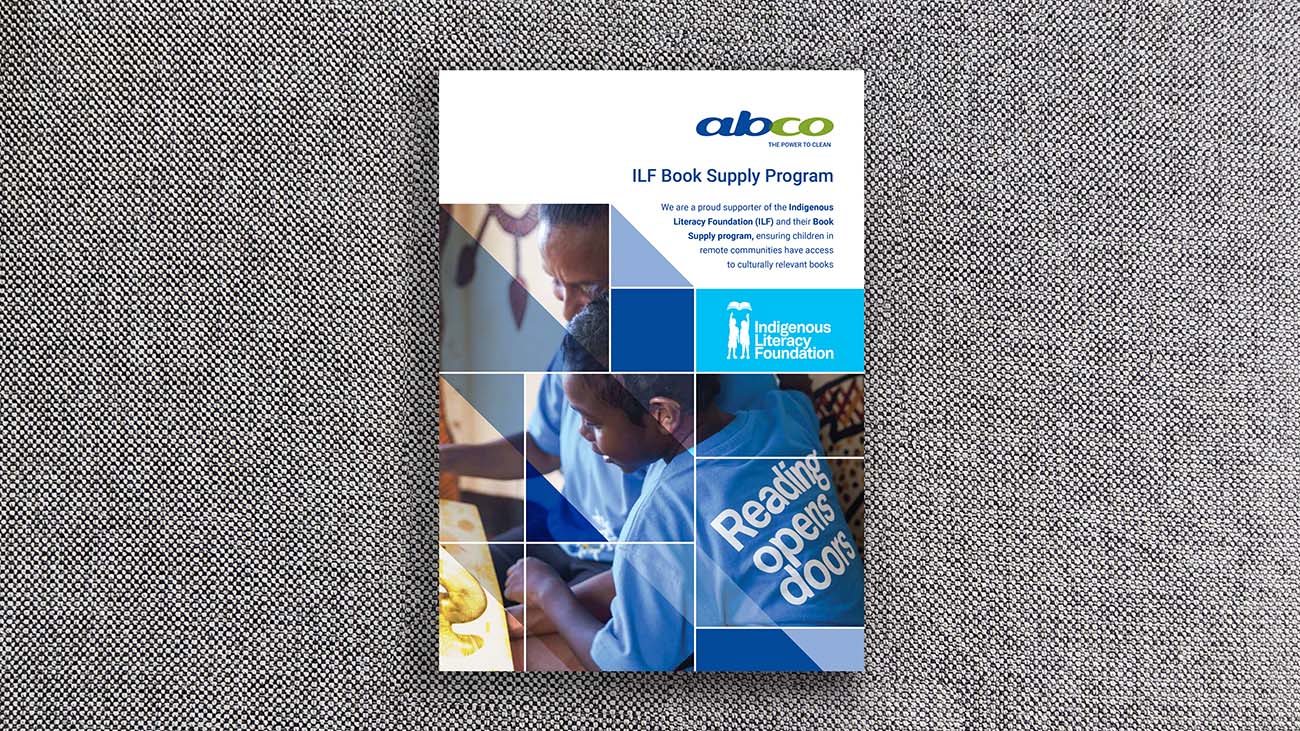 abco
THE POWER TO CLEAN
ILF Book Supply Program
We are a proud supporter of the Indigenous
Literacy Foundation (ILF) and their Book
Supply program, ensuring children in
remote communities have access
to culturally relevant books
Indigenous
Literacy
Foundation
Reading
opens
doors